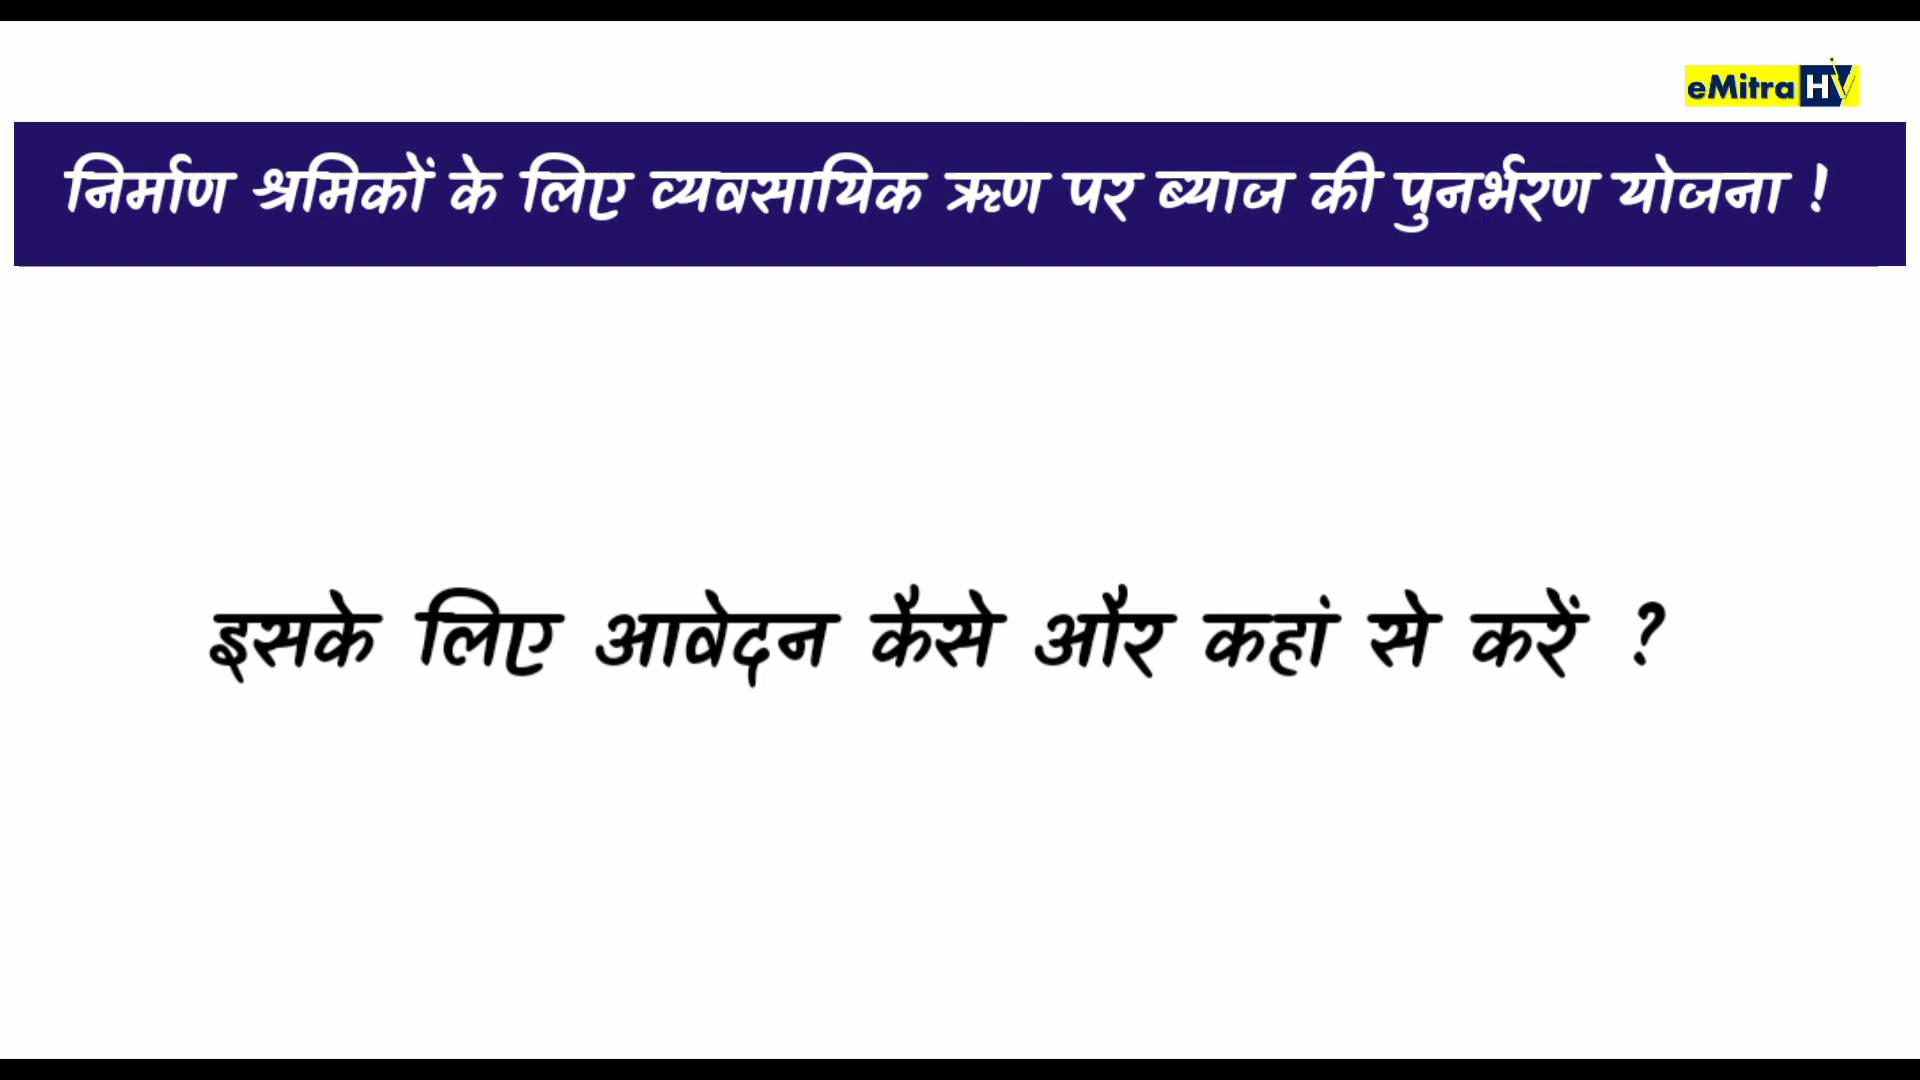 eMitra HV
निर्माण श्रमिकों के लिए व्यवसायिक ऋण पर ब्याज की पुनर्भरण योजना !
इसके लिए आवेदन कैसे और कहां से करें ?